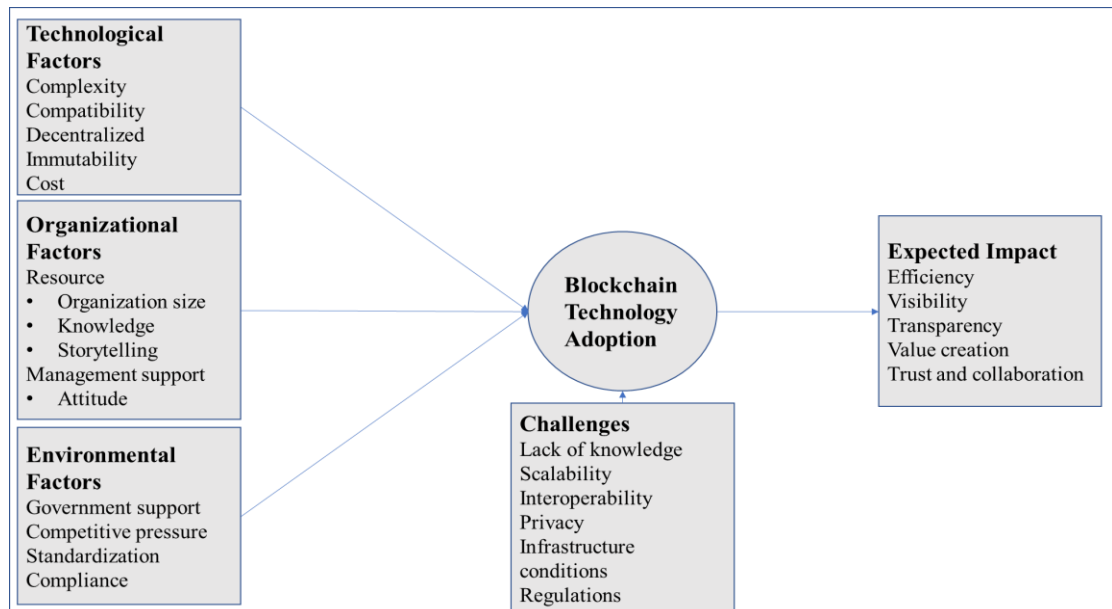 Technological
Factors
Complexity
Compatibility
Decentralized
Immutability
Cost
Organizational
Factors
Resource
• Organization size
• Knowledge
• Storytelling
Management support
• Attitude
Environmental
Factors
Government support
Competitive pressure
Standardization
Compliance
Blockchain
Technology
Adoption
Challenges
Lack of knowledge
Scalability
Interoperability
Privacy
Infrastructure
conditions
Regulations
Expected Impact
Efficiency
Visibility
Transparency
Value creation
Trust and collaboration